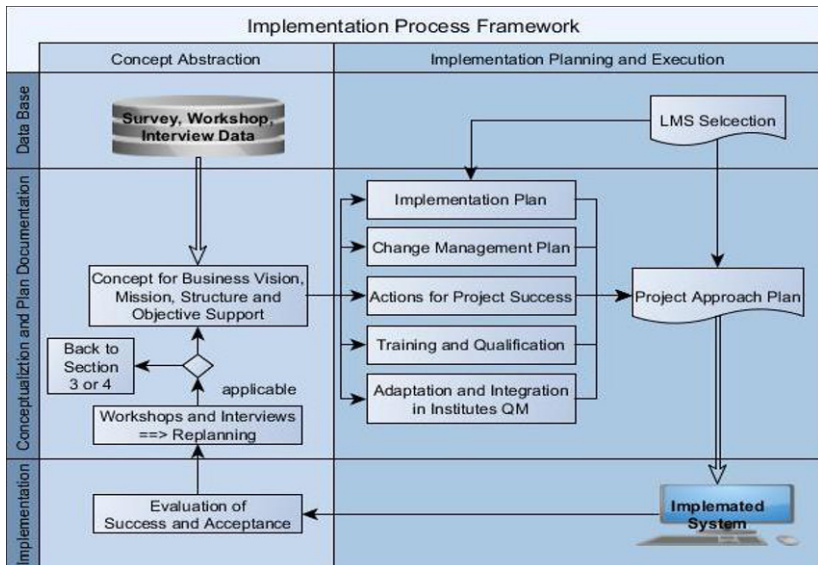 Implementation Process Framework
Concept Abstraction
Implementation Planning and Execution
Data Base
Survey, Workshop,
Interview Data
LMS Selcection
Conceptualiztion and Plan Documentation
Implementation Plan
Change Management Plan
Concept for Business Vision,
Mission, Structure and
Objective Support
Actions for Project Success
Project Approach Plan
Back to
Section
3 or 4
Training and Qualification
applicable
Adaptation and Integration
in Institutes QM
Workshops and Interviews
==> Replanning
Implementation
Evaluation of
Success and Acceptance
Implemated
System